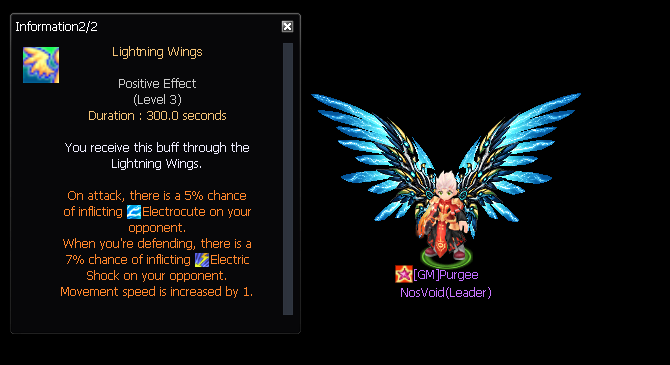 Information2/2
Lightning Wings
Positive Effect
(Level 3)
Duration : 300.0 seconds
You receive this buff through the
Lightning Wings.
On attack, there is a 5% chance
of inflicting Electrocute on your
opponent.
When you're defending, there is a
7% chance of inflicting Electric
Shock on your opponent.
Movement speed is increased by 1.
[GM]Purgee
NosVoid(Leader)